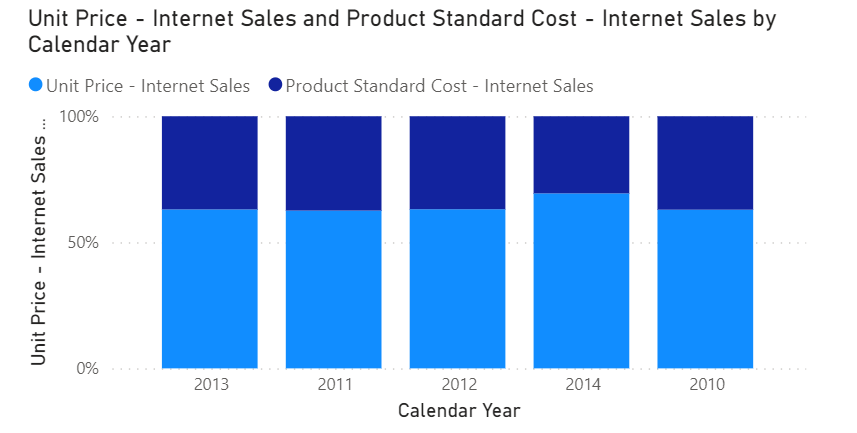 Unit Price - Internet Sales and Product Standard Cost - Internet Sales by
Calendar Year
Unit Price - Internet Sales
Product Standard Cost - Internet Sales
Unit Price - Internet Sales ...
100%
50%
0%
2013
2011
2012
2014
2010
Calendar Year